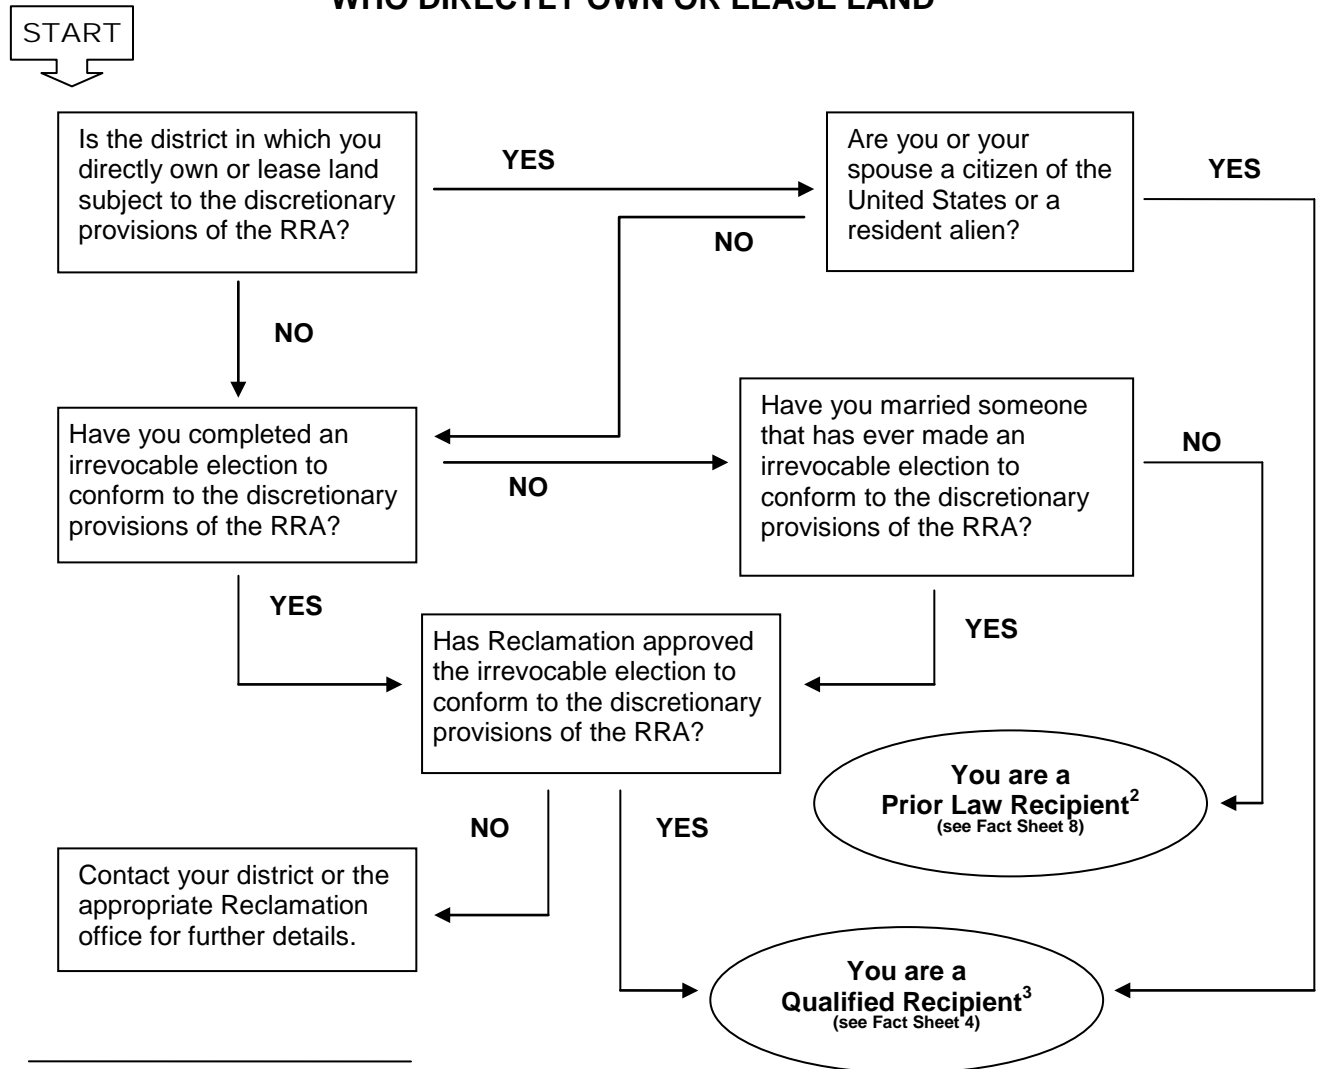 WHO DIRECTLY OWN OR LEASE LAND
START
Is the district in which you
directly own or lease land
subject to the discretionary
provisions of the RRA?
YES
Are you or your
spouse a citizen of the
United States or a
resident alien?
YES
NO
NO
Have you completed an
irrevocable election to
conform to the discretionary
provisions of the RRA?
NO
Have you married someone
that has ever made an
irrevocable election to
conform to the discretionary
provisions of the RRA?
NO
YES
YES
Has Reclamation approved
the irrevocable election to
conform to the discretionary
provisions of the RRA?
You are a
Prior Law Recipient²
(see Fact Sheet 8)
NO
YES
Contact your district or the
appropriate Reclamation
office for further details.
You are a
Qualified Recipient³
(see Fact Sheet 4)